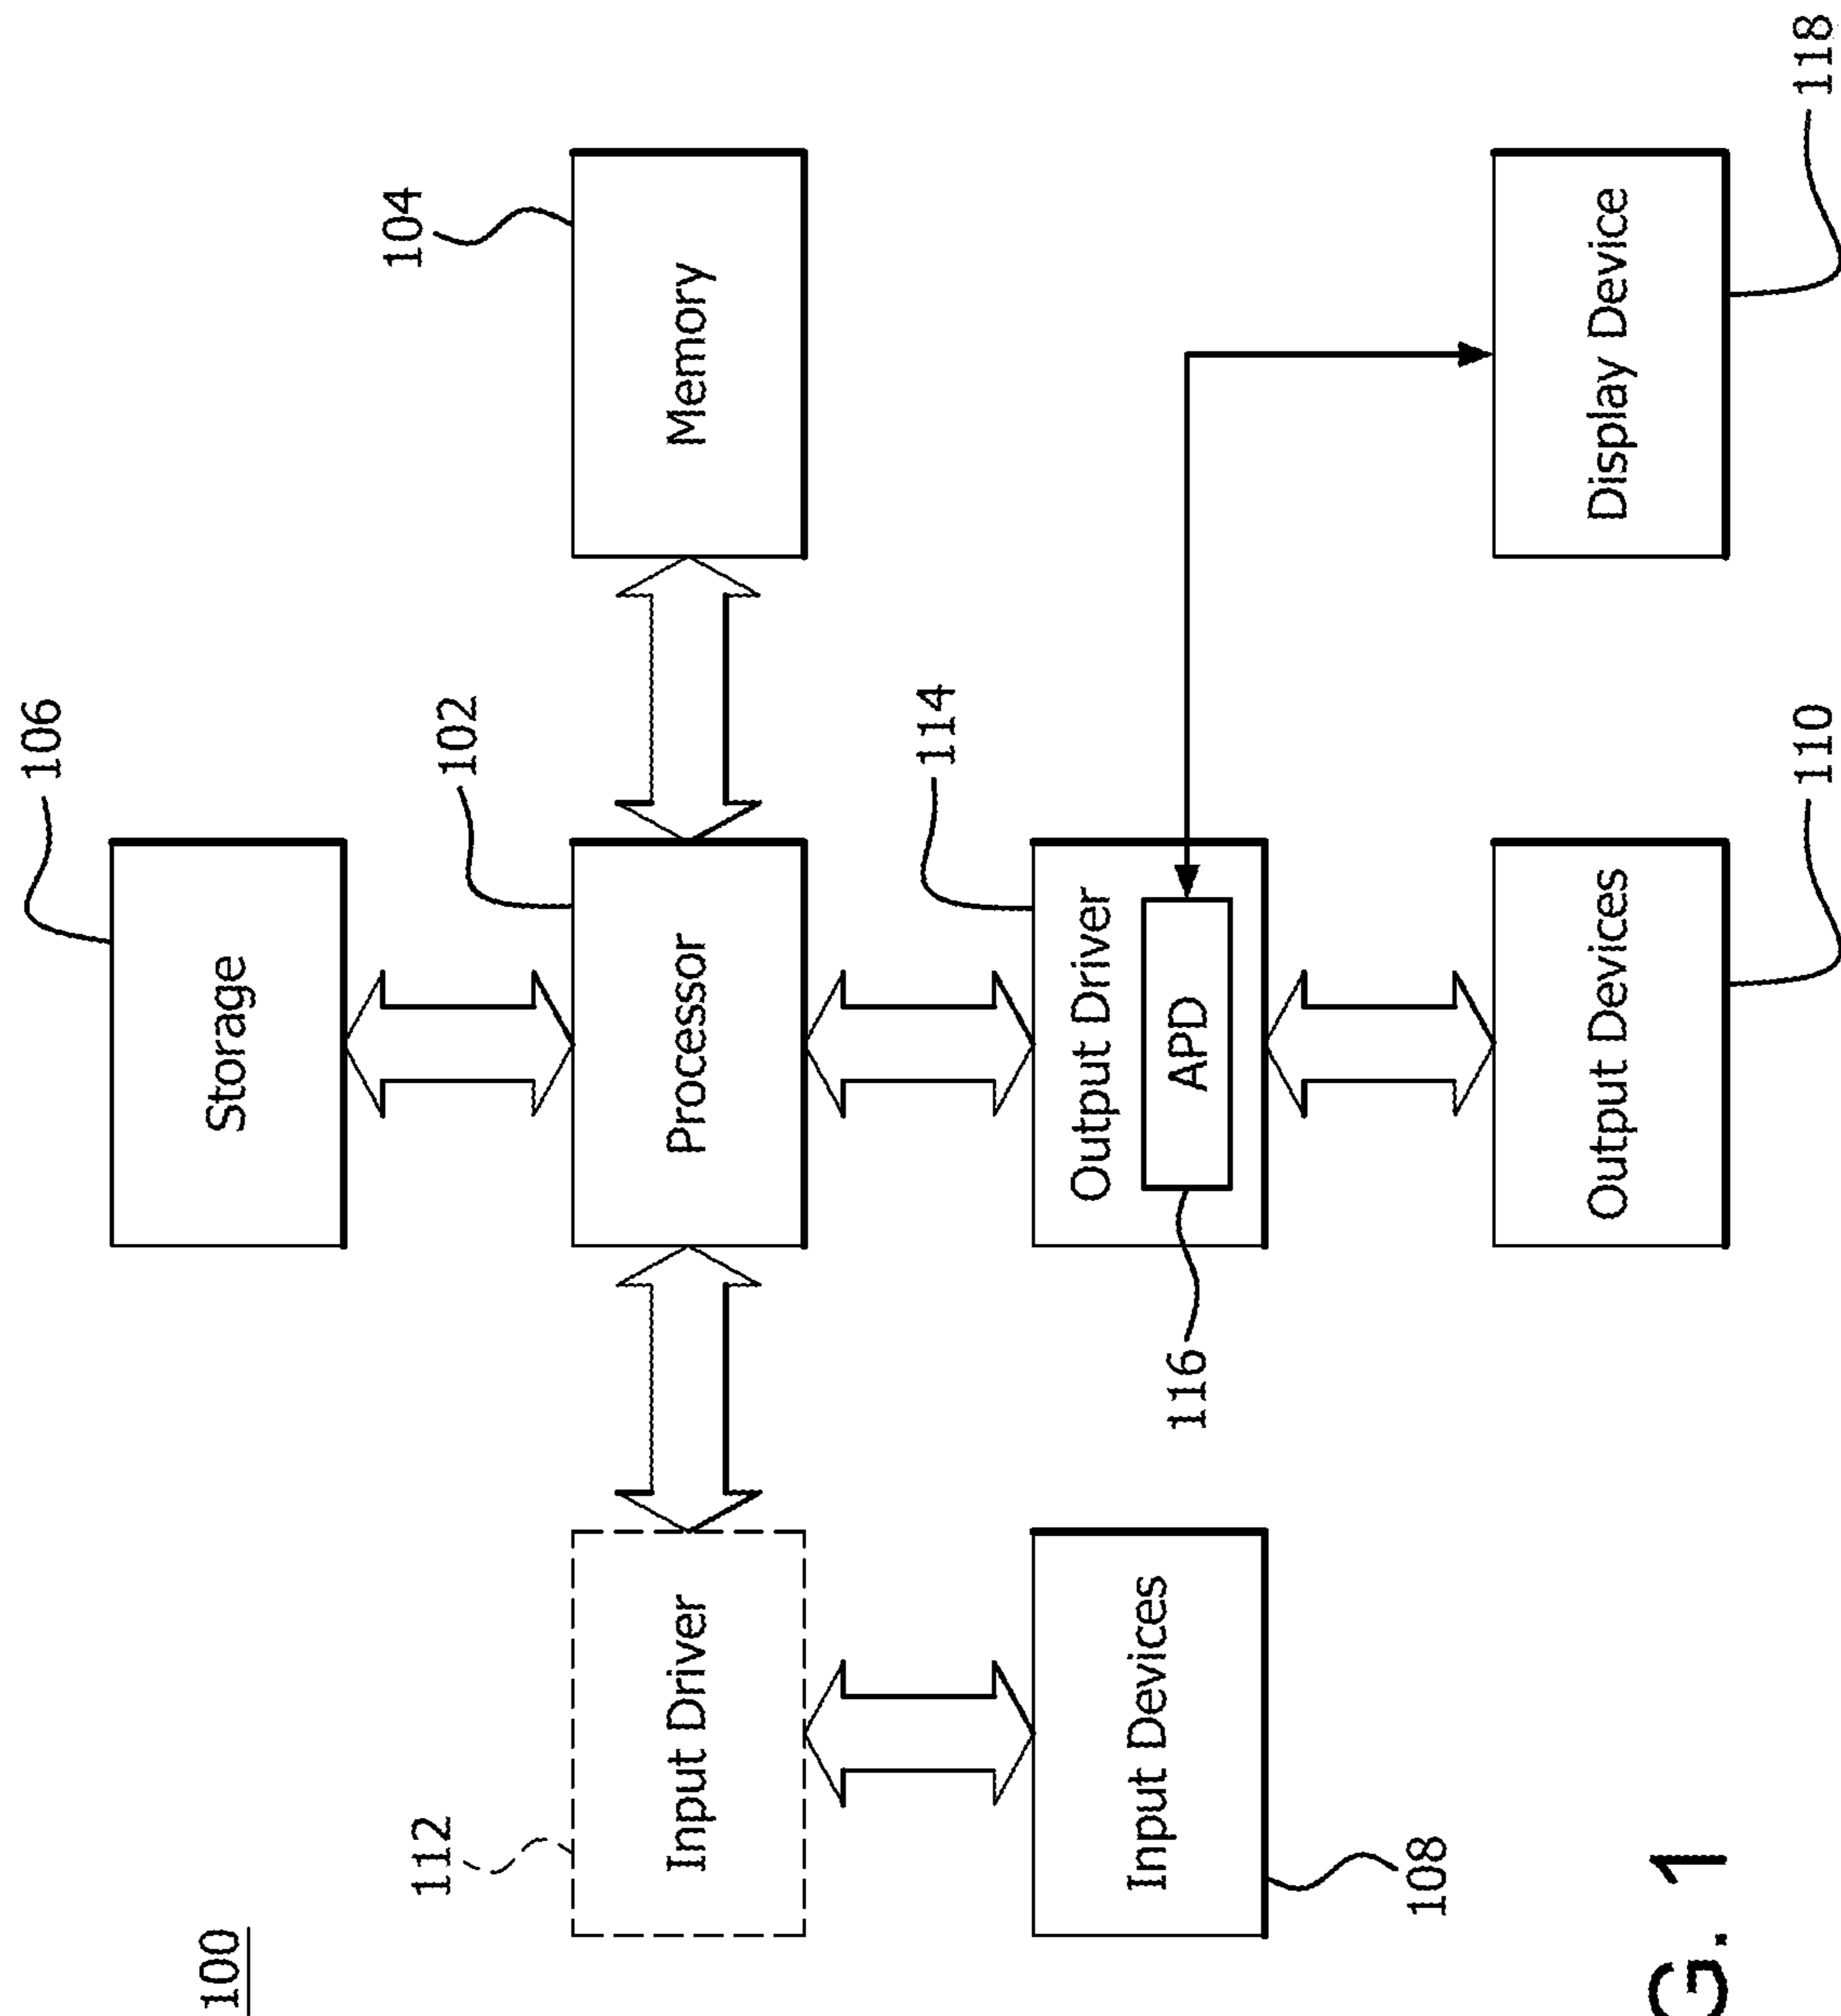 100
106
Storage
112
102
104
Input Driver
Processor
Memory
114
Input Devices
Output Driver
APD
116
108
Output Devices
Display Device
110
118
G. 1